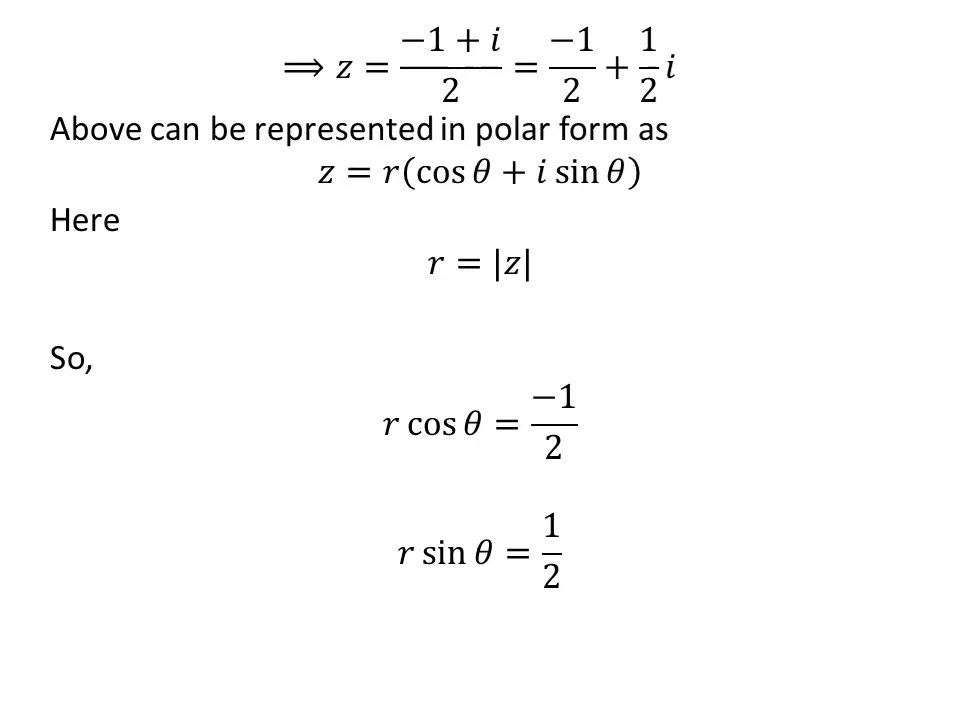 ⟹ 𝑧 = (−1 + 𝑖)/2 = −1/2 + 1/2 𝑖
Above can be represented in polar form as
𝑧 = 𝑟(cos 𝜃 + 𝑖 sin 𝜃)
Here
𝑟 = |𝑧|
So,
𝑟 cos 𝜃 = −1/2
𝑟 sin 𝜃 = 1/2